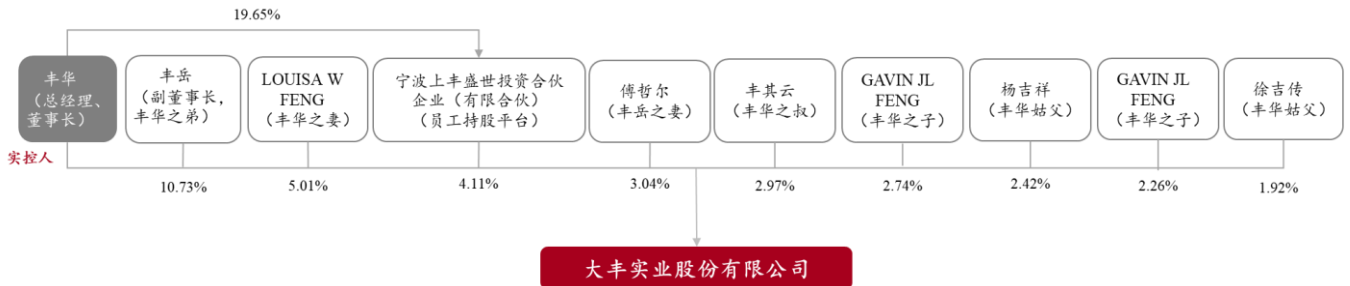 19.65%
丰华
（总经理、
董事长）
丰岳
（副董事长，
丰华之弟）
LOUISA W
FENG
（丰华之妻）
宁波上丰盛世投资合伙
企业（有限合伙）
（员工持股平台）
傅哲尔
（丰岳之妻）
丰其云
（丰华之叔）
GAVIN JL
FENG
（丰华之子）
杨吉祥
（丰华姑父）
GAVIN JL
FENG
（丰华之子）
徐吉传
（丰华姑父）
实控人
10.73%
5.01%
4.11%
3.04%
2.97%
2.74%
2.42%
2.26%
1.92%
大丰实业股份有限公司